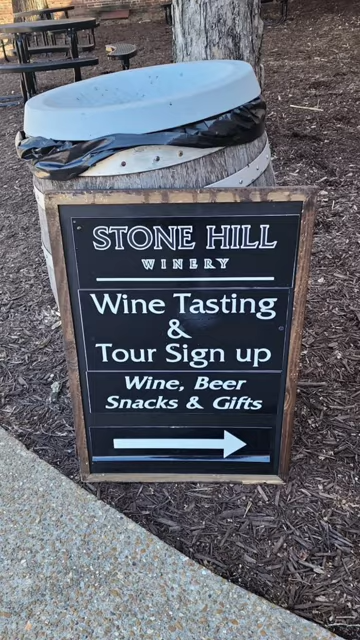 STONE HILL
WINERY
Wine Tasting
&
Tour Sign up
Wine, Beer
Snacks & Gifts